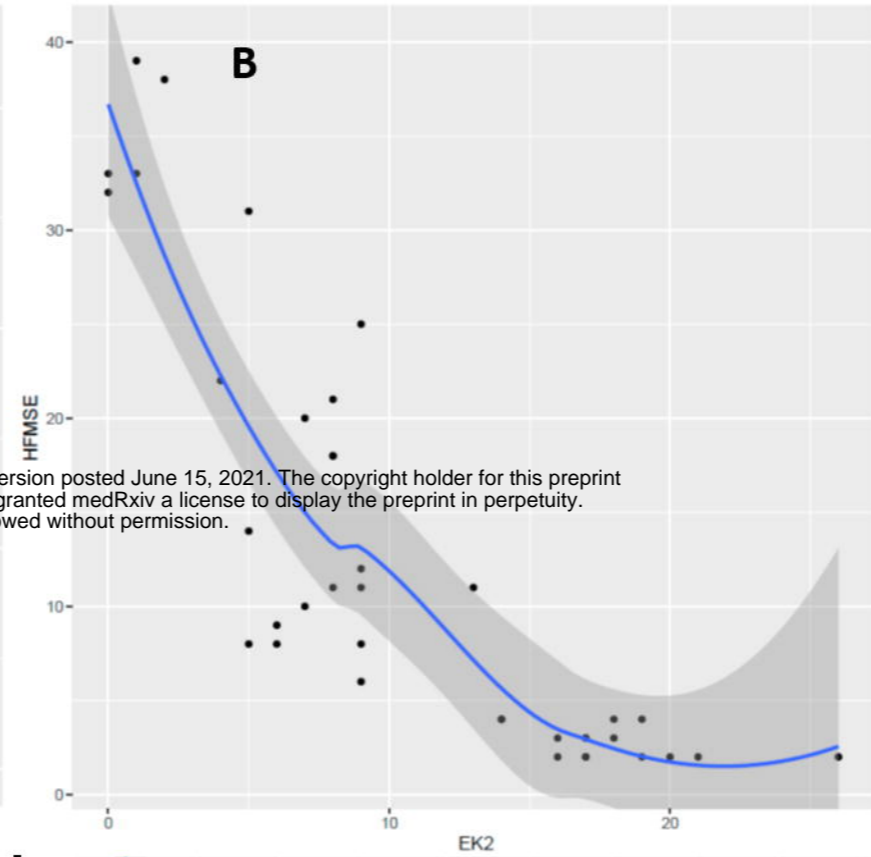 40
B
30
20
HFMSE
ersion posted June 15, 2021. The copyright holder for this preprint
granted medRxiv a license to display the preprint in perpetuity.
owed without permission.
10
0
0 10 20
EK2